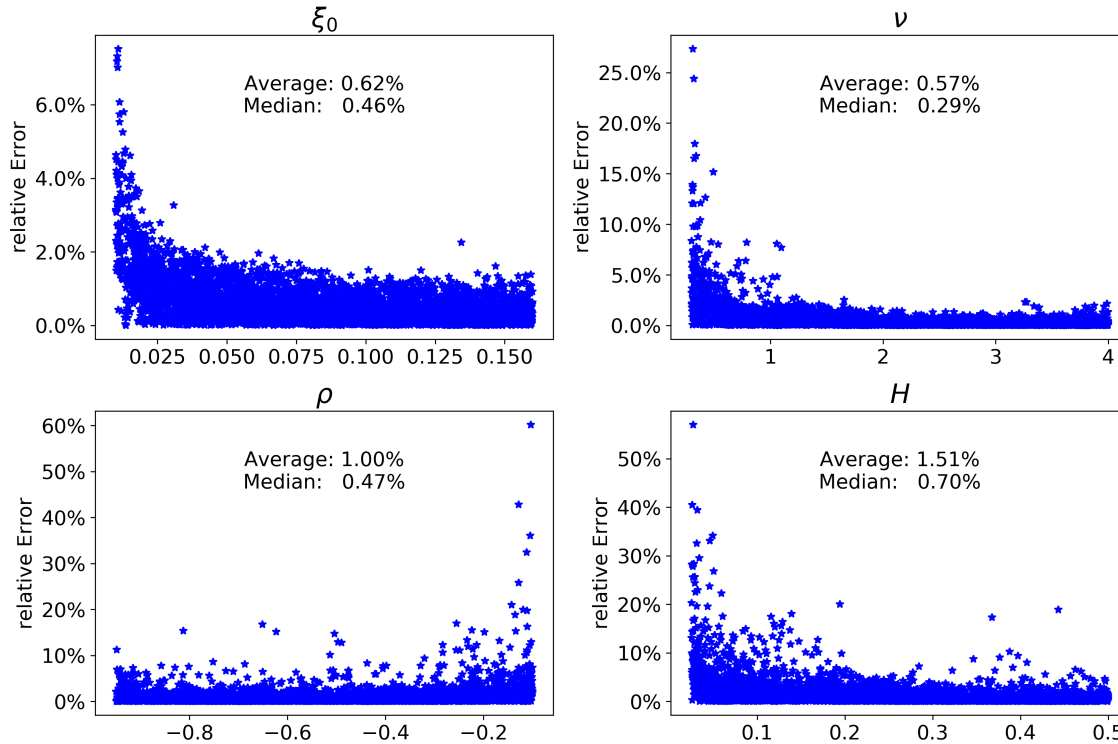 ξ₀
relative Error
6.0%
4.0%
2.0%
0.0%
Average: 0.62%
Median: 0.46%
0.025 0.050 0.075 0.100 0.125 0.150
ν
relative Error
25.0%
20.0%
15.0%
10.0%
5.0%
0.0%
Average: 0.57%
Median: 0.29%
1 2 3 4
ρ
relative Error
60%
50%
40%
30%
20%
10%
0%
Average: 1.00%
Median: 0.47%
−0.8 −0.6 −0.4 −0.2
H
relative Error
50%
40%
30%
20%
10%
0%
Average: 1.51%
Median: 0.70%
0.1 0.2 0.3 0.4 0.5